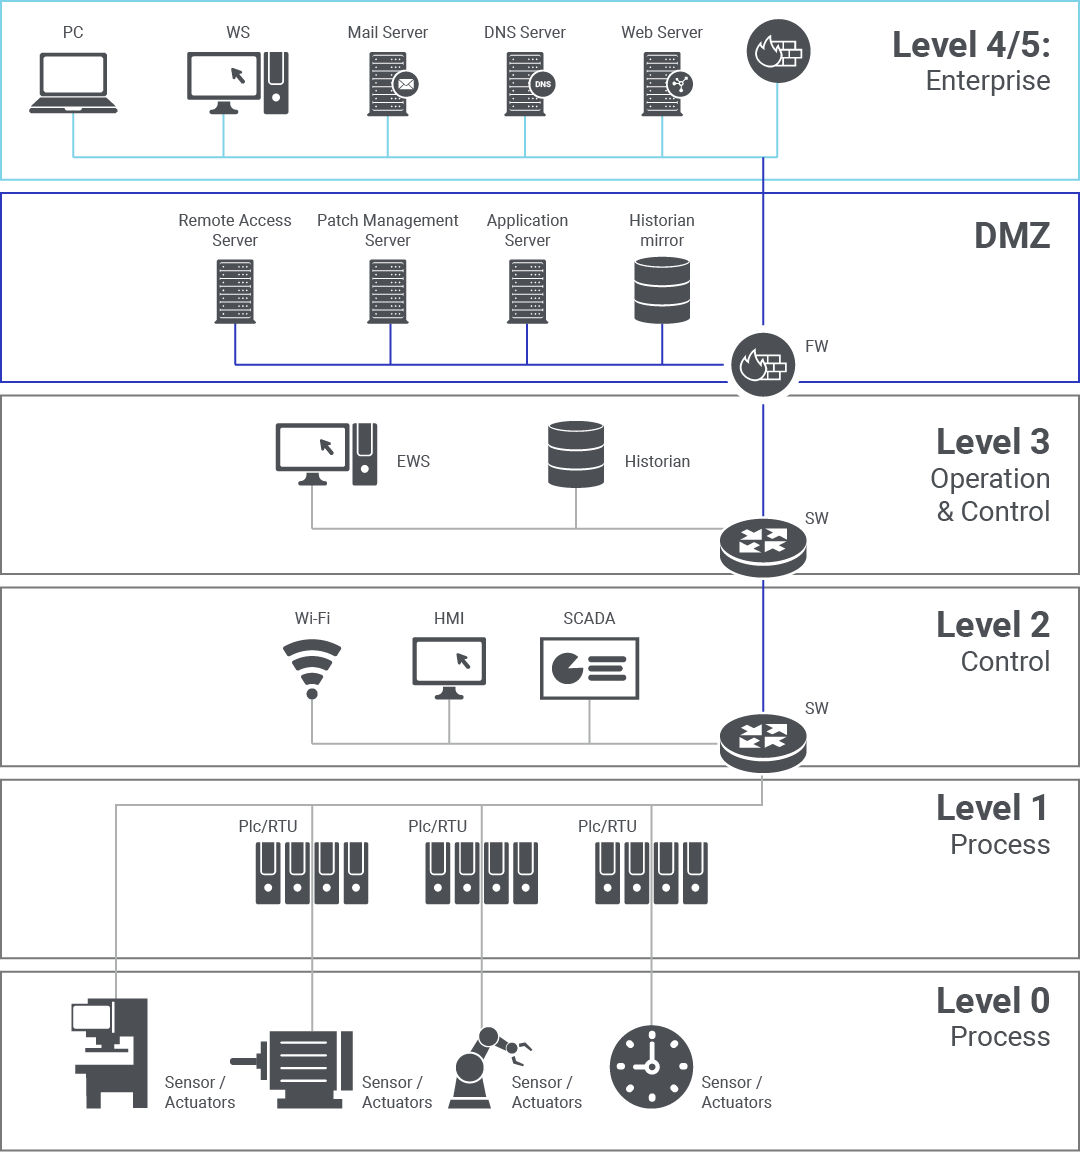 PC
WS
Mail Server
DNS Server
Web Server
DNS
Level 4/5:
Enterprise
Remote Access
Server
Patch Management
Server
Application
Server
Historian
mirror
DMZ
FW
EWS
Historian
Level 3
Operation
& Control
SW
Wi-Fi
HMI
SCADA
Level 2
Control
SW
Plc/RTU
Plc/RTU
Plc/RTU
Level 1
Process
Level 0
Process
Sensor /
Actuators
Sensor /
Actuators
Sensor /
Actuators
Sensor /
Actuators